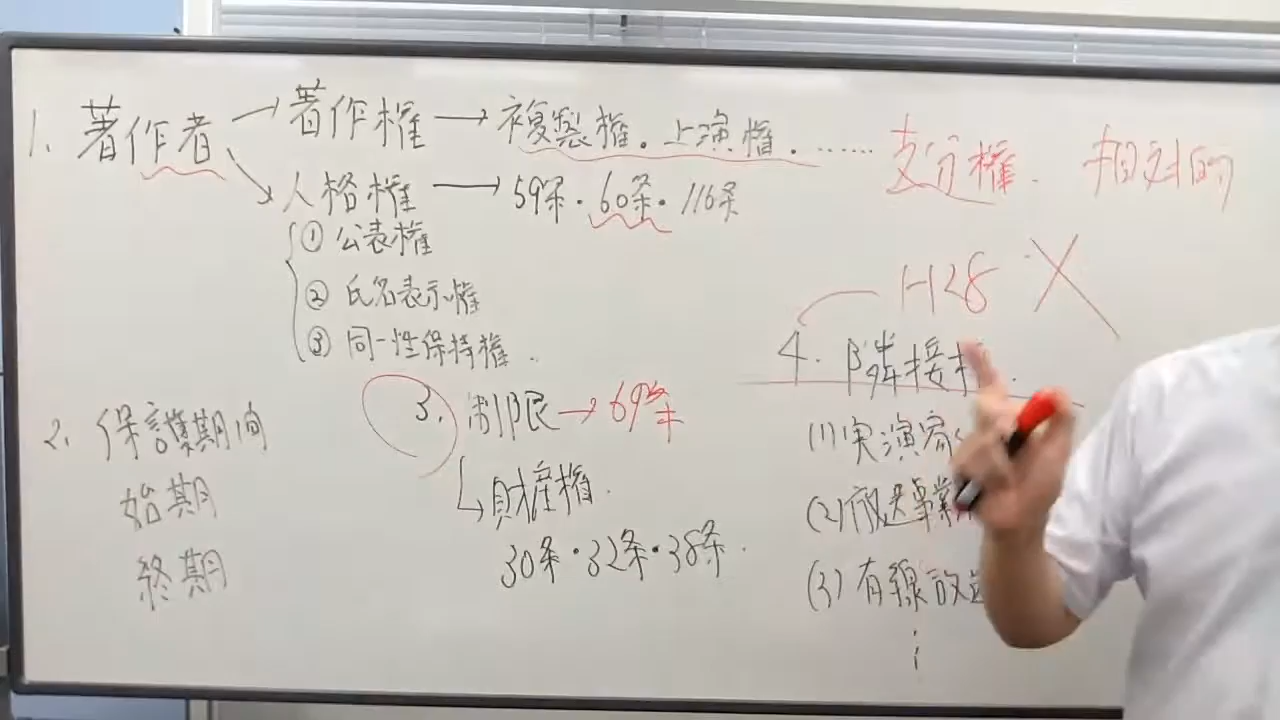 1. 著作者 → 著作権 → 複製権. 上演権. …… 支分権. 相対的
→ 人格権 → 59条・60条・116条
① 公表権
② 氏名表示権
③ 同一性保持権.
H28
2. 保護期間
始期
終期
3. 制限 → 69条
↳ 財産権.
30条・32条・38条.
4. 隣接権.
(1) 実演家
(2) 放送事業
(3) 有線放送